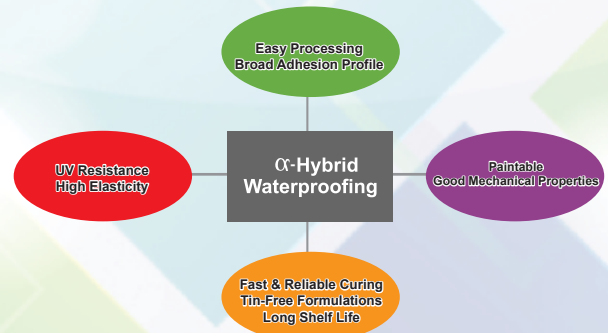 Easy Processing
Broad Adhesion Profile
UV Resistance
High Elasticity
α-Hybrid
Waterproofing
Paintable
Good Mechanical Properties
Fast & Reliable Curing
Tin-Free Formulations
Long Shelf Life